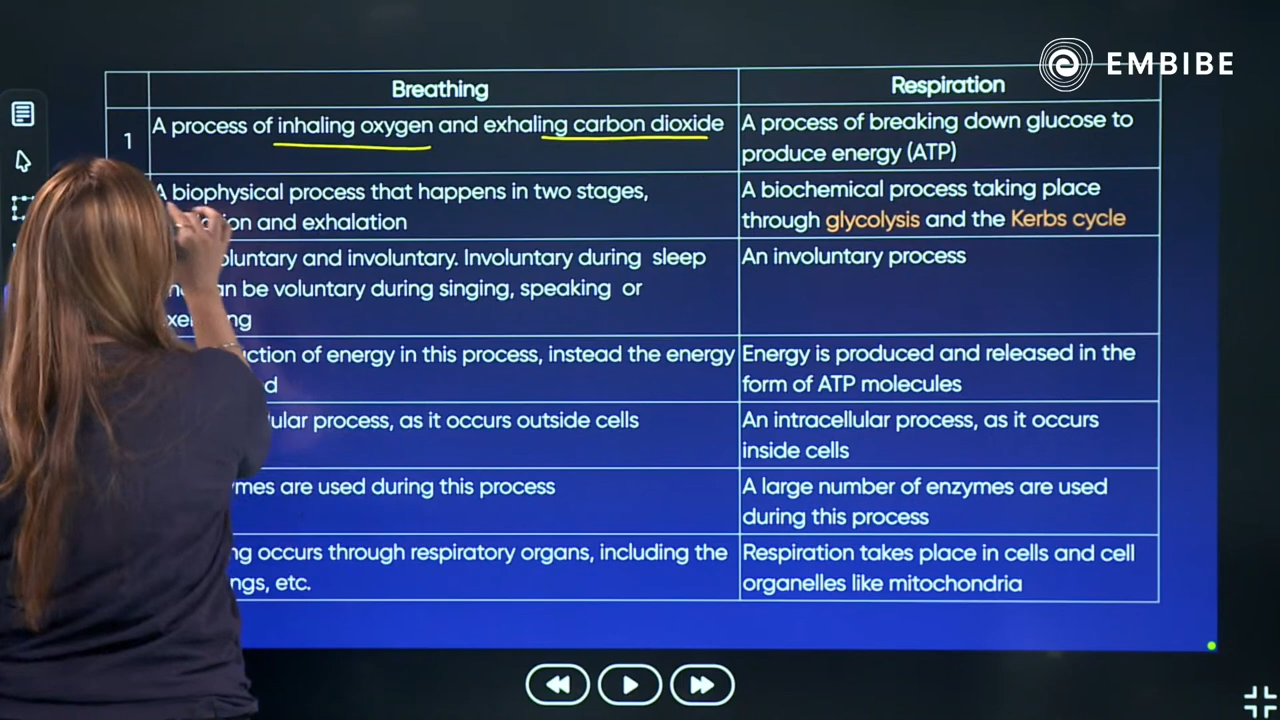 EMBIBE
Breathing
Respiration
1
A process of inhaling oxygen and exhaling carbon dioxide
A process of breaking down glucose to
produce energy (ATP)
A biophysical process that happens in two stages,
and exhalation
A biochemical process taking place
through glycolysis and the Kerbs cycle
and involuntary. Involuntary during sleep
be voluntary during singing, speaking or
An involuntary process
of energy in this process, instead the energy
Energy is produced and released in the
form of ATP molecules
process, as it occurs outside cells
An intracellular process, as it occurs
inside cells
are used during this process
A large number of enzymes are used
during this process
occurs through respiratory organs, including the
etc.
Respiration takes place in cells and cell
organelles like mitochondria